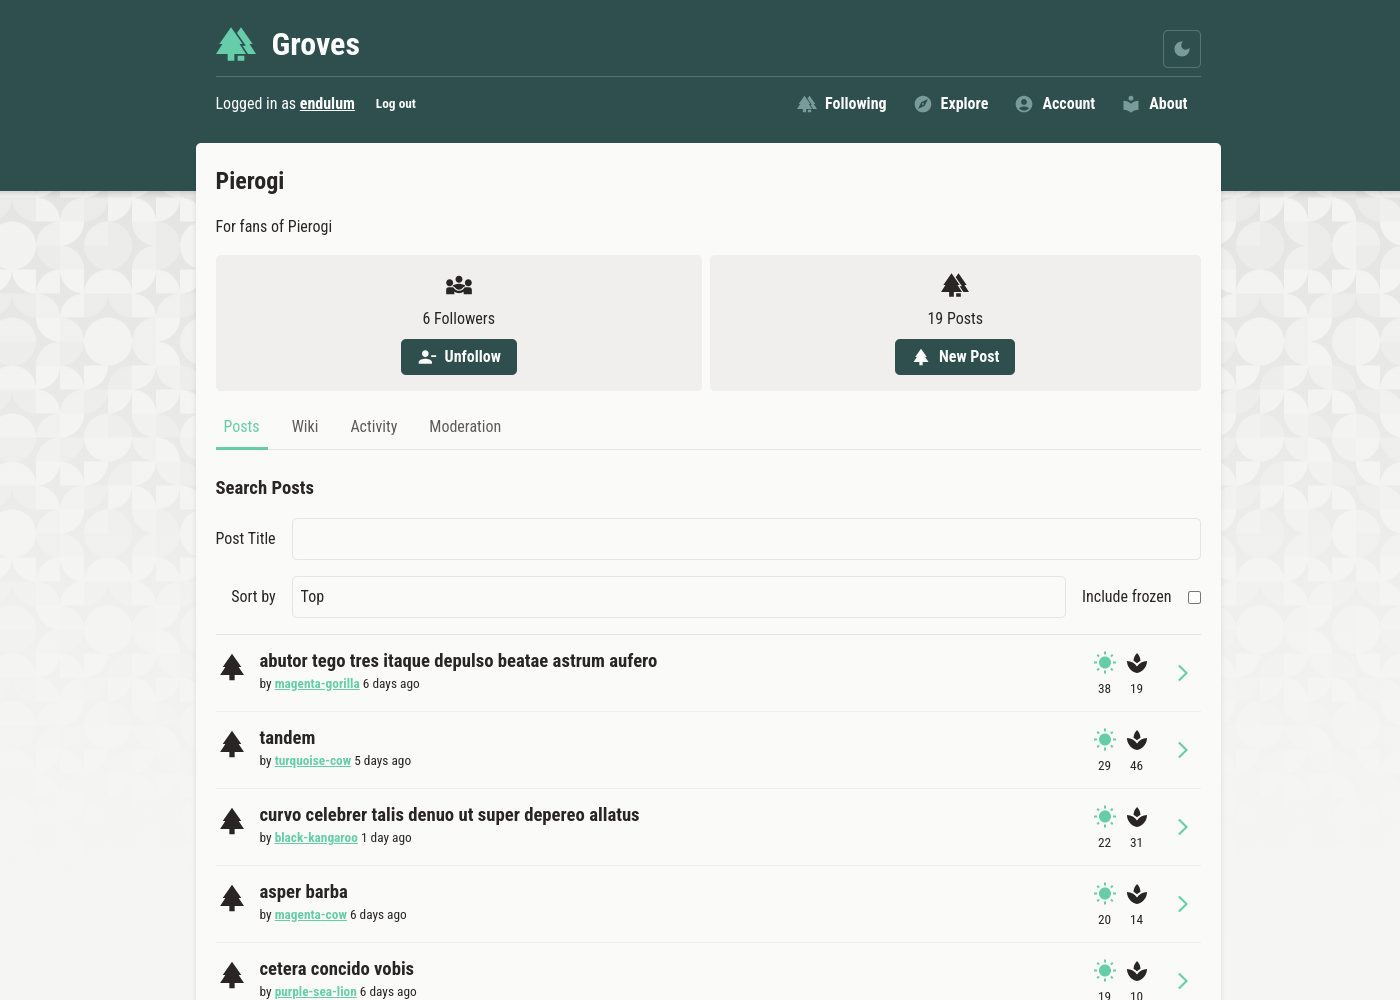 Groves
Logged in as endulum Log out
Following Explore Account About
Pierogi
For fans of Pierogi
6 Followers
Unfollow
19 Posts
New Post
Posts Wiki Activity Moderation
Search Posts
Post Title
Sort by Top Include frozen
abutor tego tres itaque depulso beatae astrum aufero
by magenta-gorilla 6 days ago
38 19
tandem
by turquoise-cow 5 days ago
29 46
curvo celebrer talis denuo ut super depereo allatus
by black-kangaroo 1 day ago
22 31
asper barba
by magenta-cow 6 days ago
20 14
cetera concido vobis
by purple-sea-lion 6 days ago
19 10